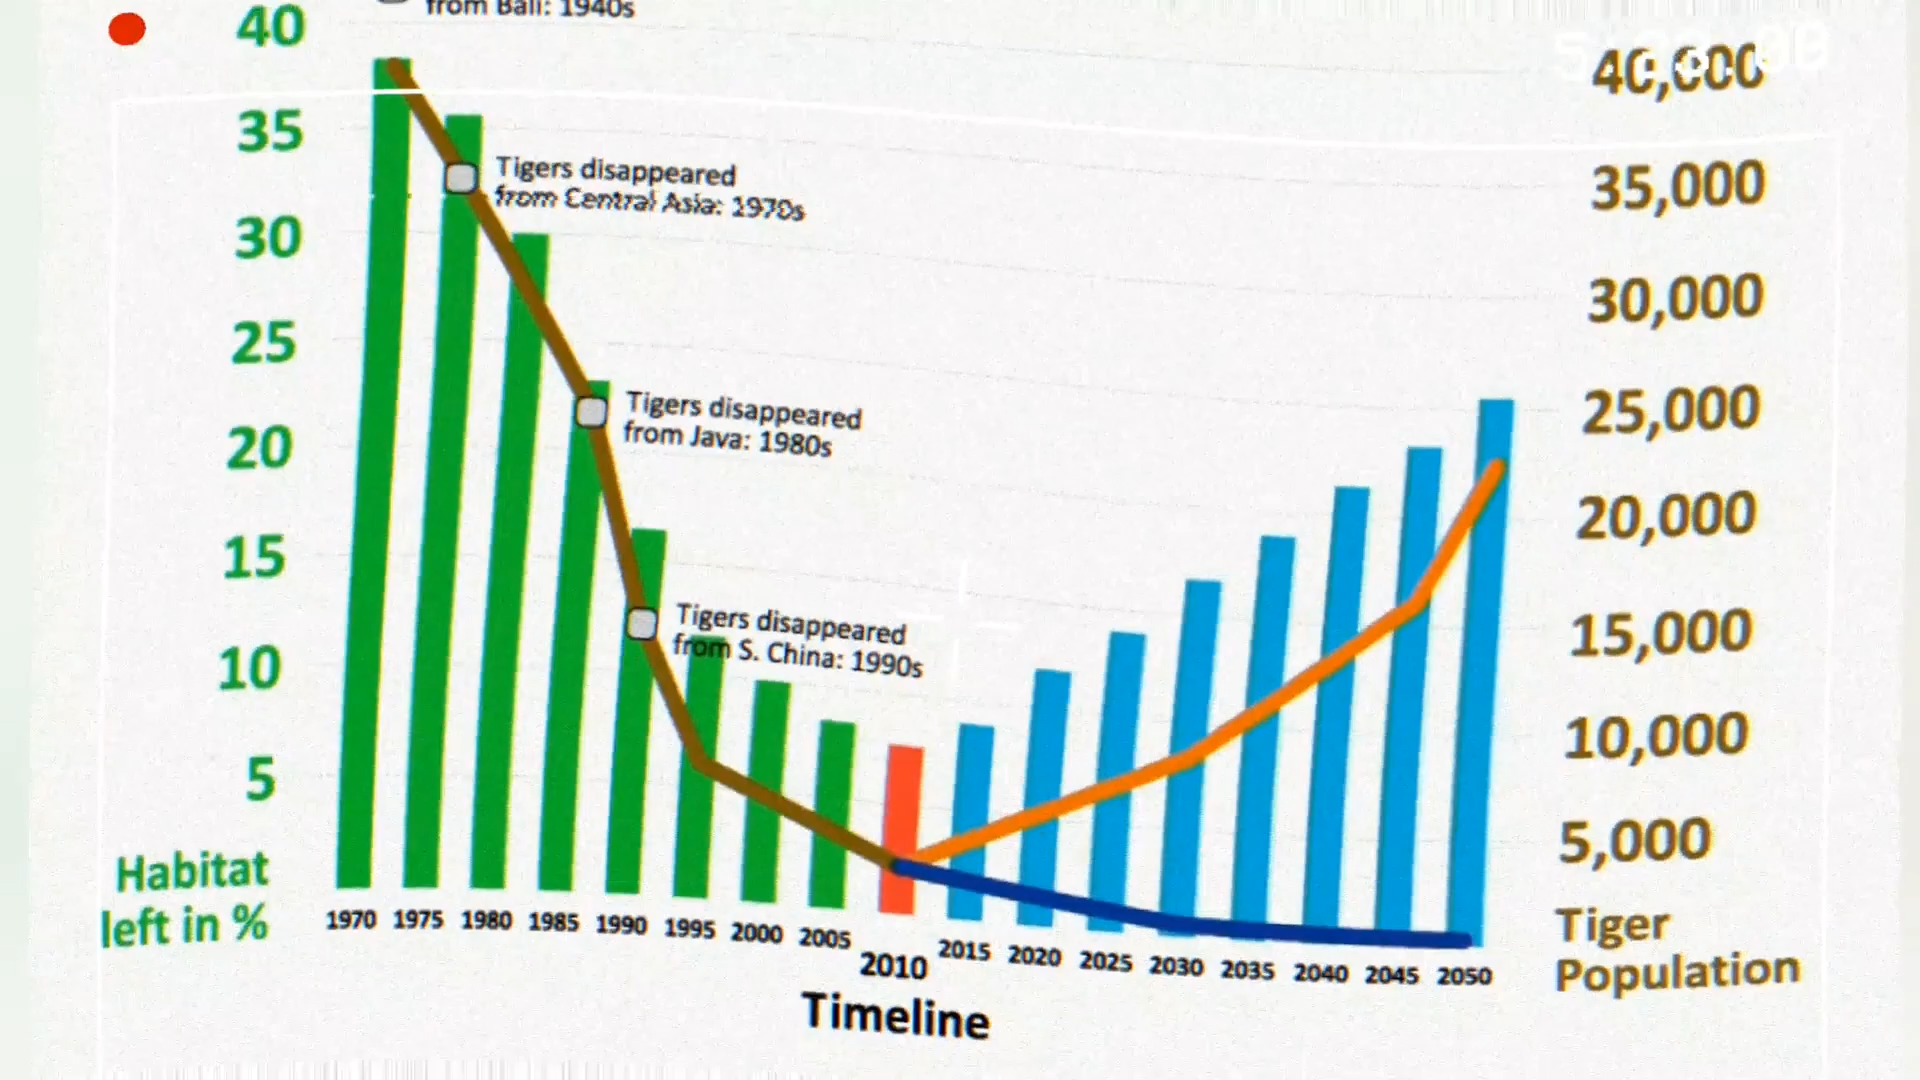 from Bali: 1940s
40
35
30
25
20
15
10
5
Habitat
left in %
Tigers disappeared
from Central Asia: 1970s
Tigers disappeared
from Java: 1980s
Tigers disappeared
from S. China: 1990s
40,000
35,000
30,000
25,000
20,000
15,000
10,000
5,000
Tiger
Population
1970 1975 1980 1985 1990 1995 2000 2005 2010 2015 2020 2025 2030 2035 2040 2045 2050
Timeline